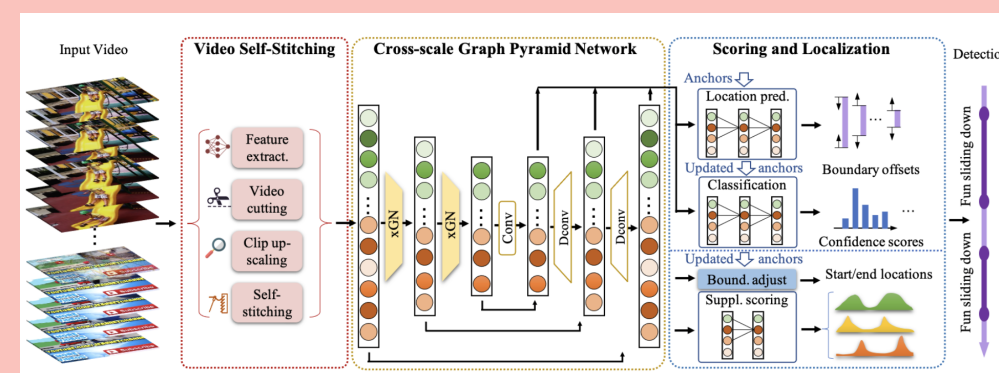 Input Video
Video Self-Stitching
Feature
extract.
Video
cutting
Clip up-
scaling
Self-
stitching
Cross-scale Graph Pyramid Network
xGN
xGN
Conv
Dconv
Dconv
Scoring and Localization
Anchors
Location pred.
Boundary offsets
Updated anchors
Classification
Confidence scores
Updated anchors
Bound. adjust
Start/end locations
Suppl. scoring
Detectio
Fun sliding down
Fun sliding down